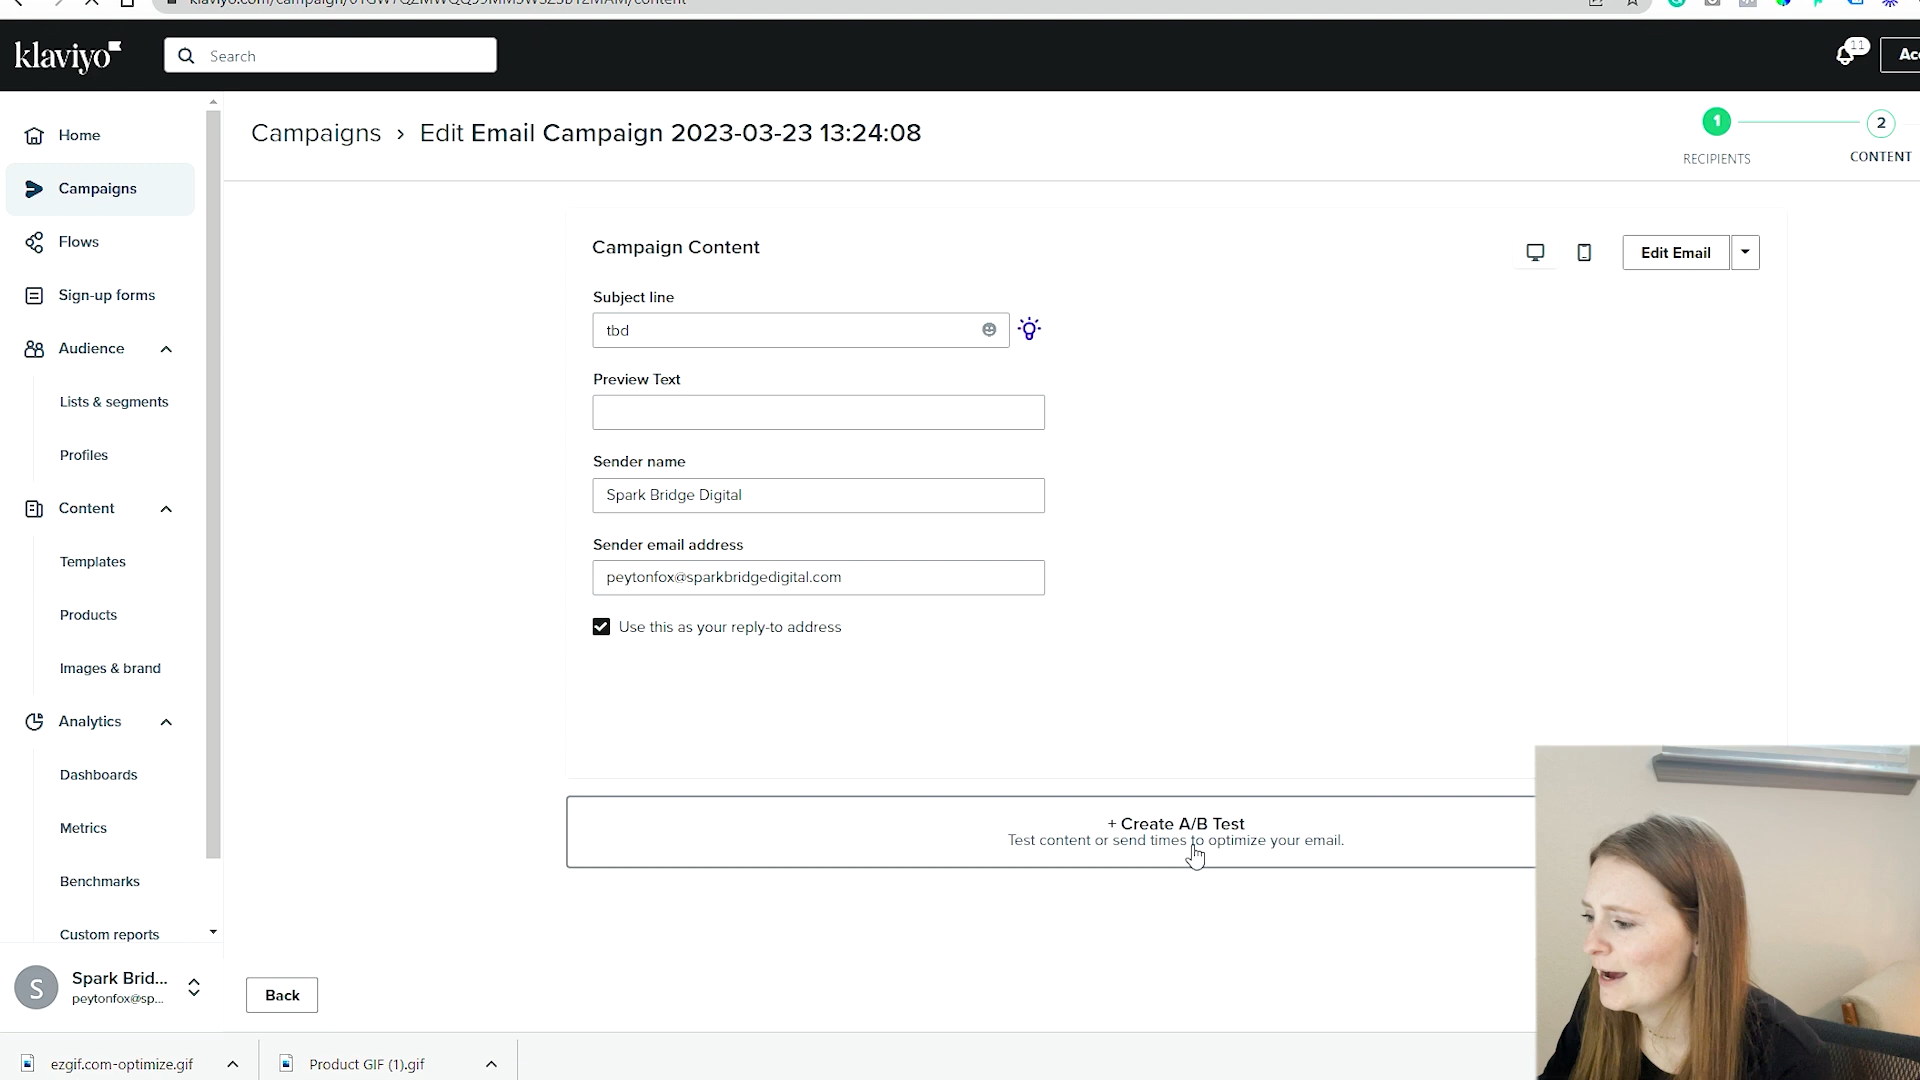 klaviyo
Search
11
Home
Campaigns
Flows
Sign-up forms
Audience
Lists & segments
Profiles
Content
Templates
Products
Images & brand
Analytics
Dashboards
Metrics
Benchmarks
Custom reports
S
Spark Brid...
peytonfox@sp...
Campaigns › Edit Email Campaign 2023-03-23 13:24:08
1
RECIPIENTS
2
CONTENT
Campaign Content
Edit Email
Subject line
tbd
Preview Text
Sender name
Spark Bridge Digital
Sender email address
peytonfox@sparkbridgedigital.com
Use this as your reply-to address
+ Create A/B Test
Test content or send times to optimize your email.
Back
ezgif.com-optimize.gif
Product GIF (1).gif